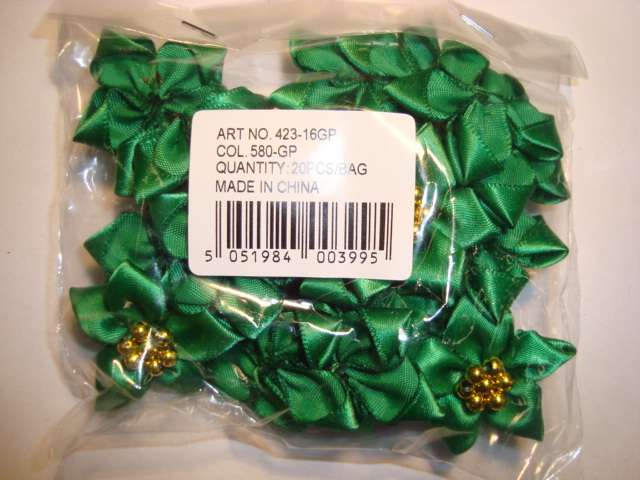 ART NO. 423-16GP
COL. 580-GP
QUANTITY: 20PCS/BAG
MADE IN CHINA
5 051984 003995